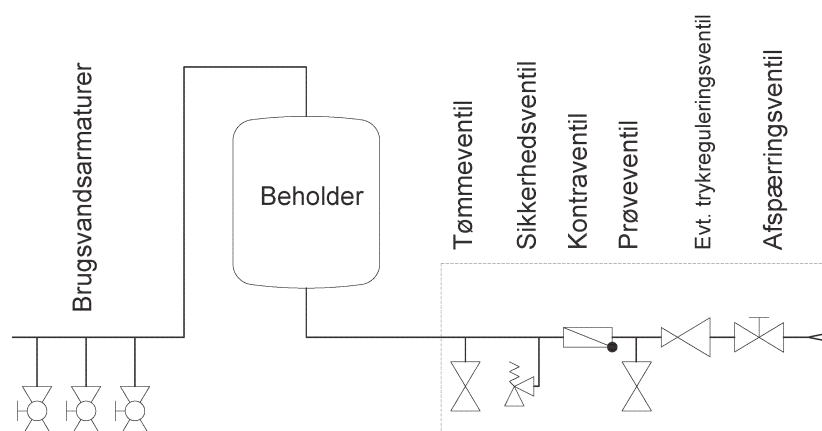 Brugsvandsarmaturer
Beholder
Tømmeventil
Sikkerhedsventil
Kontraventil
Prøveventil
Evt. trykreguleringsventil
Afspærringsventil